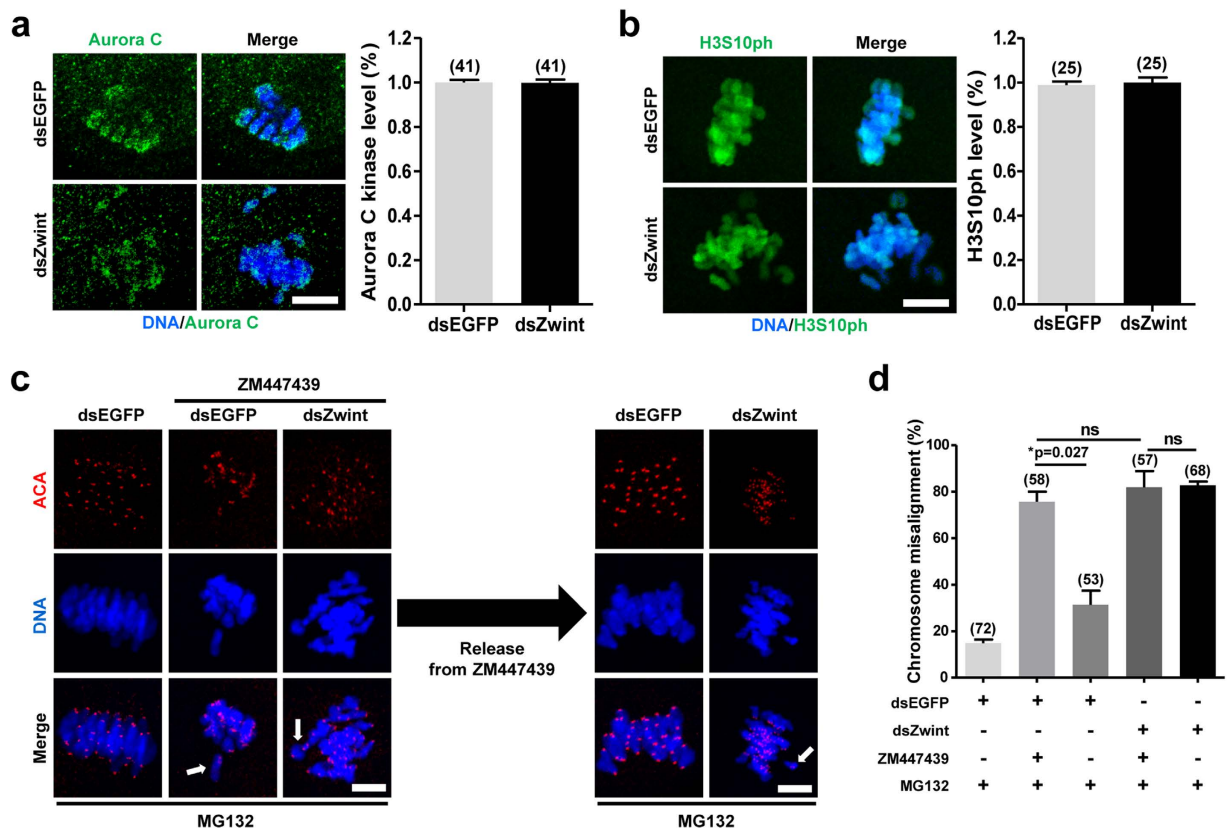 a
Aurora C
Merge
dsEGFP
dsZwint
DNA/Aurora C
Aurora C kinase level (%)
1.2
1.0
0.8
0.6
0.4
0.2
0.0
(41)
(41)
dsEGFP
dsZwint
b
H3S10ph
Merge
dsEGFP
dsZwint
DNA/H3S10ph
H3S10ph level (%)
1.2
1.0
0.8
0.6
0.4
0.2
0.0
(25)
(25)
dsEGFP
dsZwint
c
ZM447439
dsEGFP
dsEGFP
dsZwint
dsEGFP
dsZwint
ACA
DNA
Merge
Release
from ZM447439
MG132
MG132
d
Chromosome misalignment (%)
100
80
60
40
20
0
ns
ns
*p=0.027
(72)
(58)
(53)
(57)
(68)
dsEGFP + + + - -
dsZwint - - - + +
ZM447439 - + - + -
MG132 + + + + +